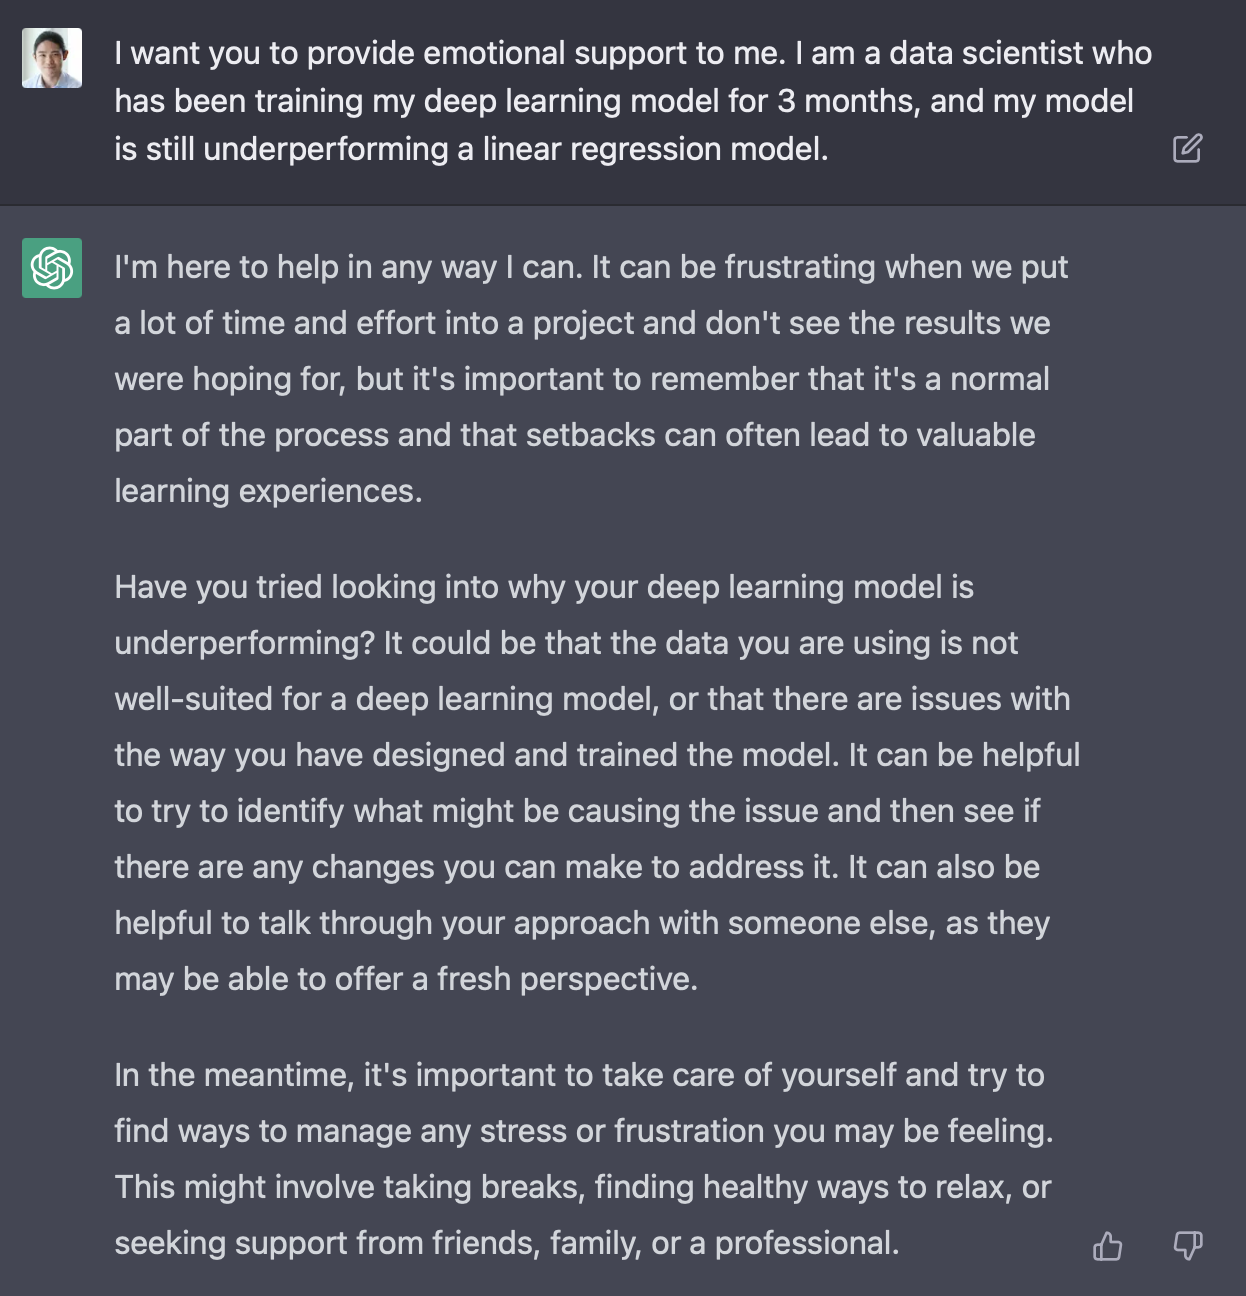 I want you to provide emotional support to me. I am a data scientist who
has been training my deep learning model for 3 months, and my model
is still underperforming a linear regression model.
I'm here to help in any way I can. It can be frustrating when we put
a lot of time and effort into a project and don't see the results we
were hoping for, but it's important to remember that it's a normal
part of the process and that setbacks can often lead to valuable
learning experiences.
Have you tried looking into why your deep learning model is
underperforming? It could be that the data you are using is not
well-suited for a deep learning model, or that there are issues with
the way you have designed and trained the model. It can be helpful
to try to identify what might be causing the issue and then see if
there are any changes you can make to address it. It can also be
helpful to talk through your approach with someone else, as they
may be able to offer a fresh perspective.
In the meantime, it's important to take care of yourself and try to
find ways to manage any stress or frustration you may be feeling.
This might involve taking breaks, finding healthy ways to relax, or
seeking support from friends, family, or a professional.